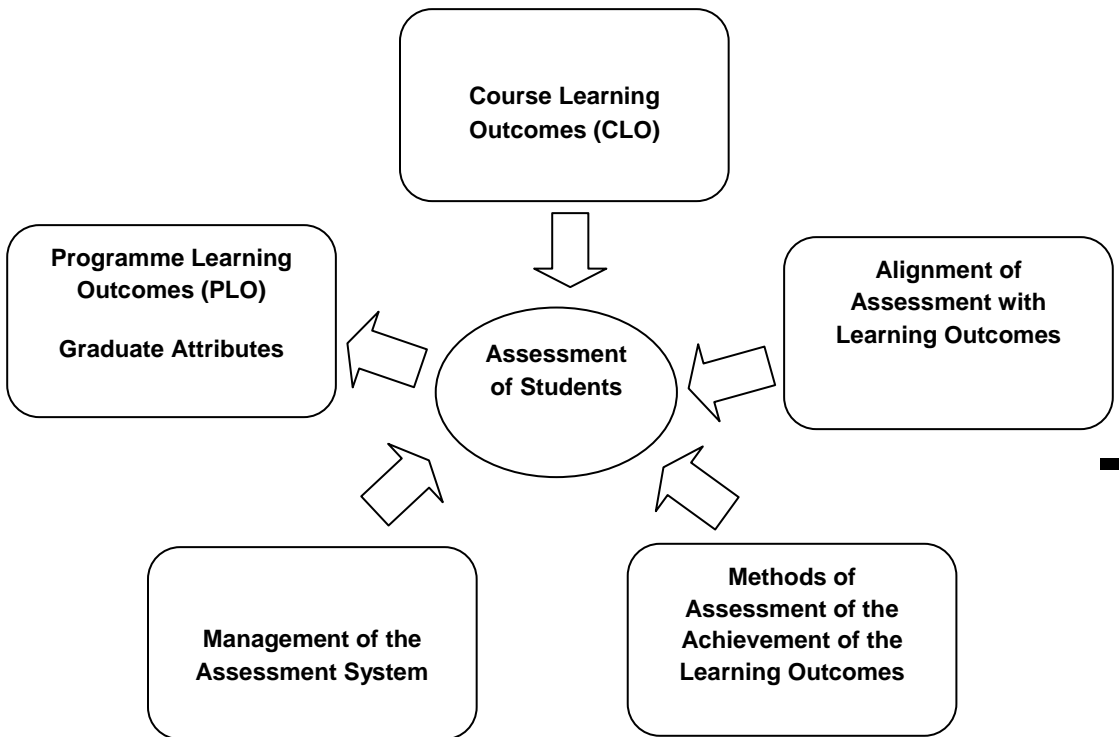 Course Learning
Outcomes (CLO)
Programme Learning
Outcomes (PLO)
Graduate Attributes
Assessment
of Students
Alignment of
Assessment with
Learning Outcomes
Management of the
Assessment System
Methods of
Assessment of the
Achievement of the
Learning Outcomes